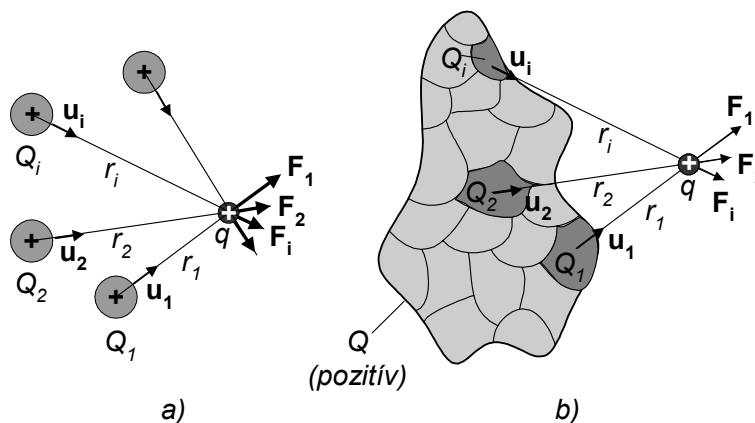 +
+
u_i
Q_i
r_i
F_1
+
F_2
q
F_i
+
u_2
r_2
r_1
Q_2
+
u_1
Q_1
a)
Q_i
u_i
r_i
F_1
+
F
q
F_i
Q_2
u_2
r_2
r_1
u_1
Q_1
Q
(pozitív)
b)